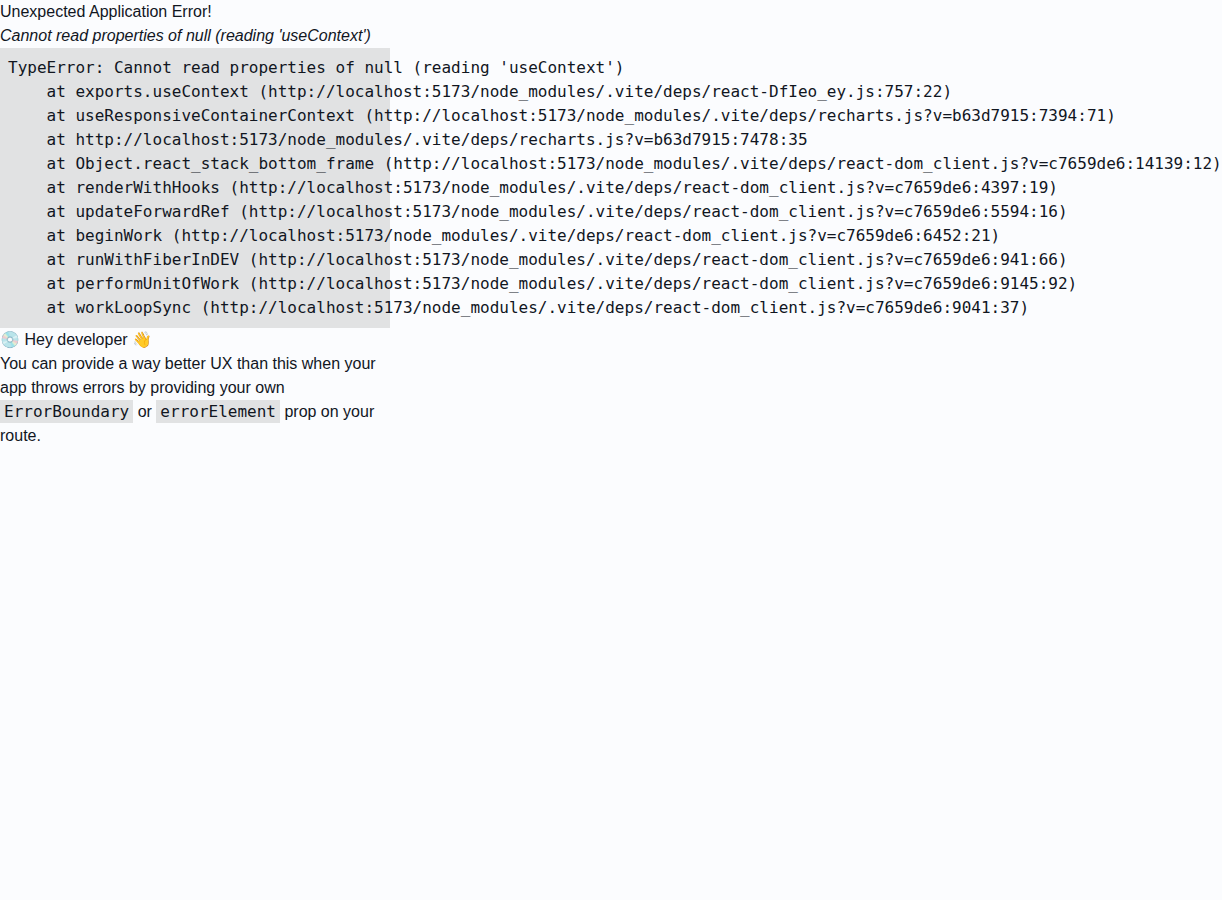 Unexpected Application Error!
Cannot read properties of null (reading 'useContext')
TypeError: Cannot read properties of null (reading 'useContext')
    at exports.useContext (http://localhost:5173/node_modules/.vite/deps/react-DfIeo_ey.js:757:22)
    at useResponsiveContainerContext (http://localhost:5173/node_modules/.vite/deps/recharts.js?v=b63d7915:7394:71)
    at http://localhost:5173/node_modules/.vite/deps/recharts.js?v=b63d7915:7478:35
    at Object.react_stack_bottom_frame (http://localhost:5173/node_modules/.vite/deps/react-dom_client.js?v=c7659de6:14139:12)
    at renderWithHooks (http://localhost:5173/node_modules/.vite/deps/react-dom_client.js?v=c7659de6:4397:19)
    at updateForwardRef (http://localhost:5173/node_modules/.vite/deps/react-dom_client.js?v=c7659de6:5594:16)
    at beginWork (http://localhost:5173/node_modules/.vite/deps/react-dom_client.js?v=c7659de6:6452:21)
    at runWithFiberInDEV (http://localhost:5173/node_modules/.vite/deps/react-dom_client.js?v=c7659de6:941:66)
    at performUnitOfWork (http://localhost:5173/node_modules/.vite/deps/react-dom_client.js?v=c7659de6:9145:92)
    at workLoopSync (http://localhost:5173/node_modules/.vite/deps/react-dom_client.js?v=c7659de6:9041:37)
💿 Hey developer 👋
You can provide a way better UX than this when your
app throws errors by providing your own
ErrorBoundary or errorElement prop on your
route.